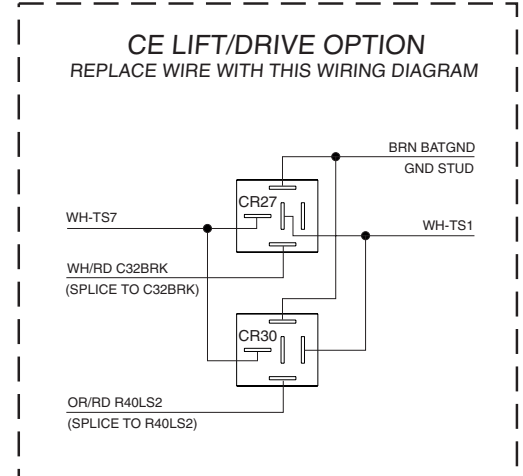 CE LIFT/DRIVE OPTION
REPLACE WIRE WITH THIS WIRING DIAGRAM
BRN BATGND
GND STUD
CR27
WH-TS7
WH-TS1
WH/RD C32BRK
(SPLICE TO C32BRK)
CR30
OR/RD R40LS2
(SPLICE TO R40LS2)